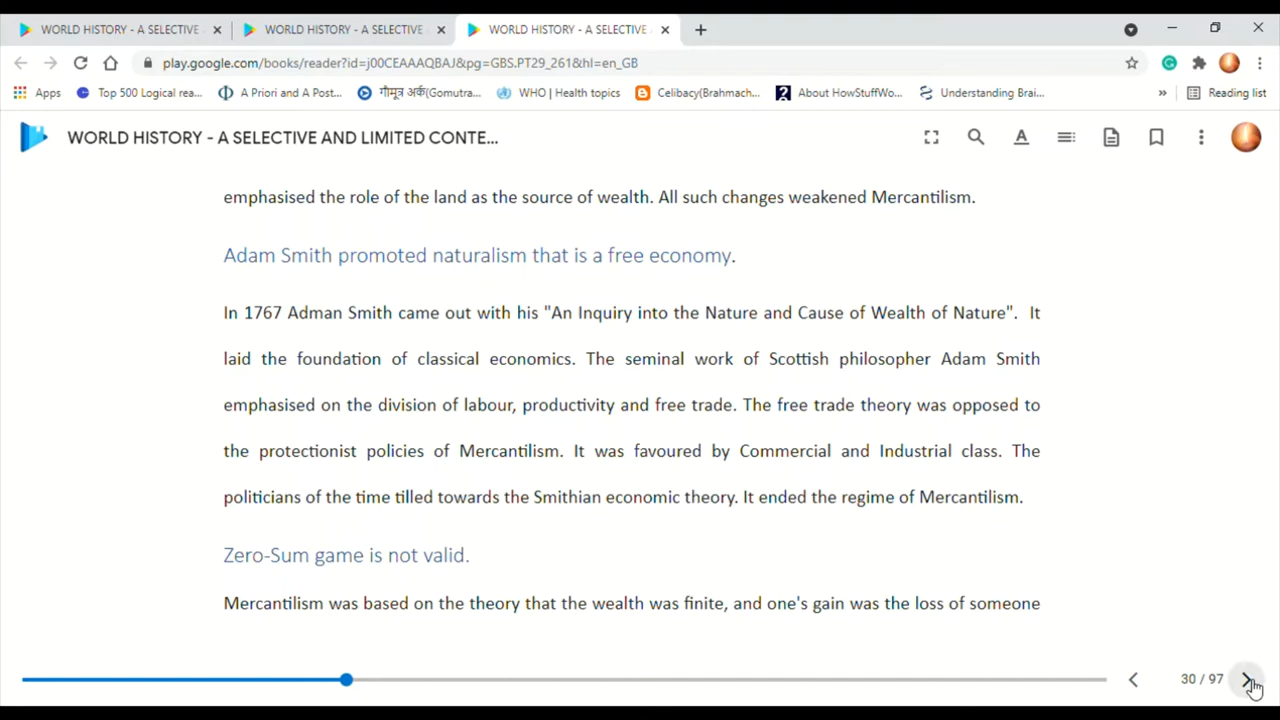 WORLD HISTORY - A SELECTIVE
WORLD HISTORY - A SELECTIVE
WORLD HISTORY - A SELECTIVE
play.google.com/books/reader?id=j00CEAAAQBAJ&pg=GBS.PT29_261&hl=en_GB
Apps Top 500 Logical rea... A Priori and A Post... गौमूत्र अर्क(Gomutra... WHO | Health topics Celibacy(Brahmach... About HowStuffWo... Understanding Brai... » Reading list
WORLD HISTORY - A SELECTIVE AND LIMITED CONTE...
emphasised the role of the land as the source of wealth. All such changes weakened Mercantilism.
Adam Smith promoted naturalism that is a free economy.
In 1767 Adman Smith came out with his "An Inquiry into the Nature and Cause of Wealth of Nature". It
laid the foundation of classical economics. The seminal work of Scottish philosopher Adam Smith
emphasised on the division of labour, productivity and free trade. The free trade theory was opposed to
the protectionist policies of Mercantilism. It was favoured by Commercial and Industrial class. The
politicians of the time tilled towards the Smithian economic theory. It ended the regime of Mercantilism.
Zero-Sum game is not valid.
Mercantilism was based on the theory that the wealth was finite, and one's gain was the loss of someone
30 / 97